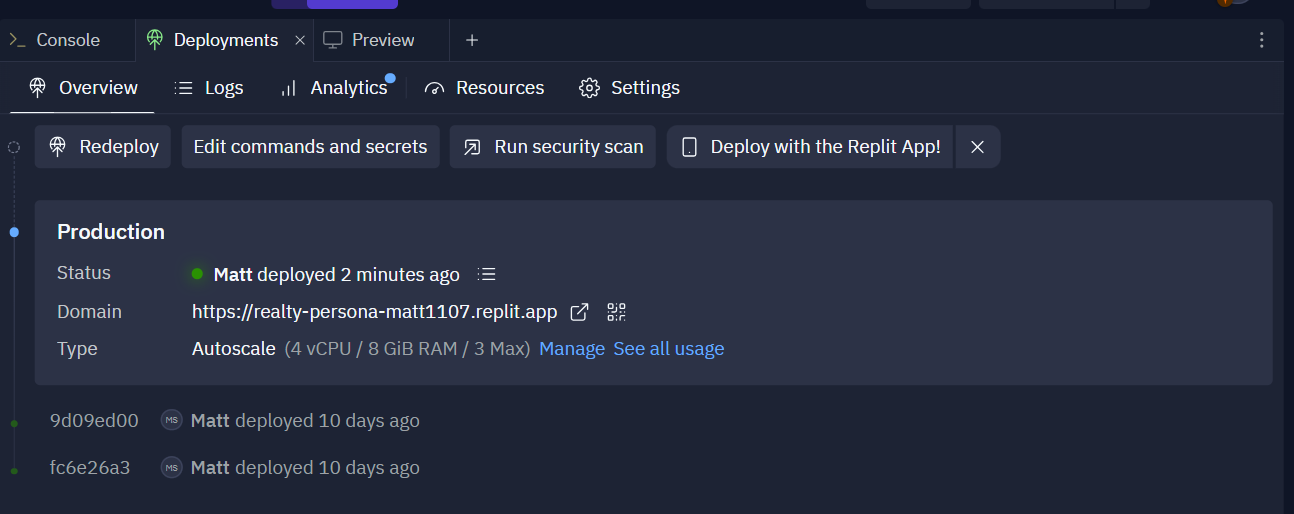 Console Deployments Preview
Overview Logs Analytics Resources Settings
Redeploy Edit commands and secrets Run security scan Deploy with the Replit App!
Production
Status Matt deployed 2 minutes ago
Domain https://realty-persona-matt1107.replit.app
Type Autoscale (4 vCPU / 8 GiB RAM / 3 Max) Manage See all usage
9d09ed00 MS Matt deployed 10 days ago
fc6e26a3 MS Matt deployed 10 days ago